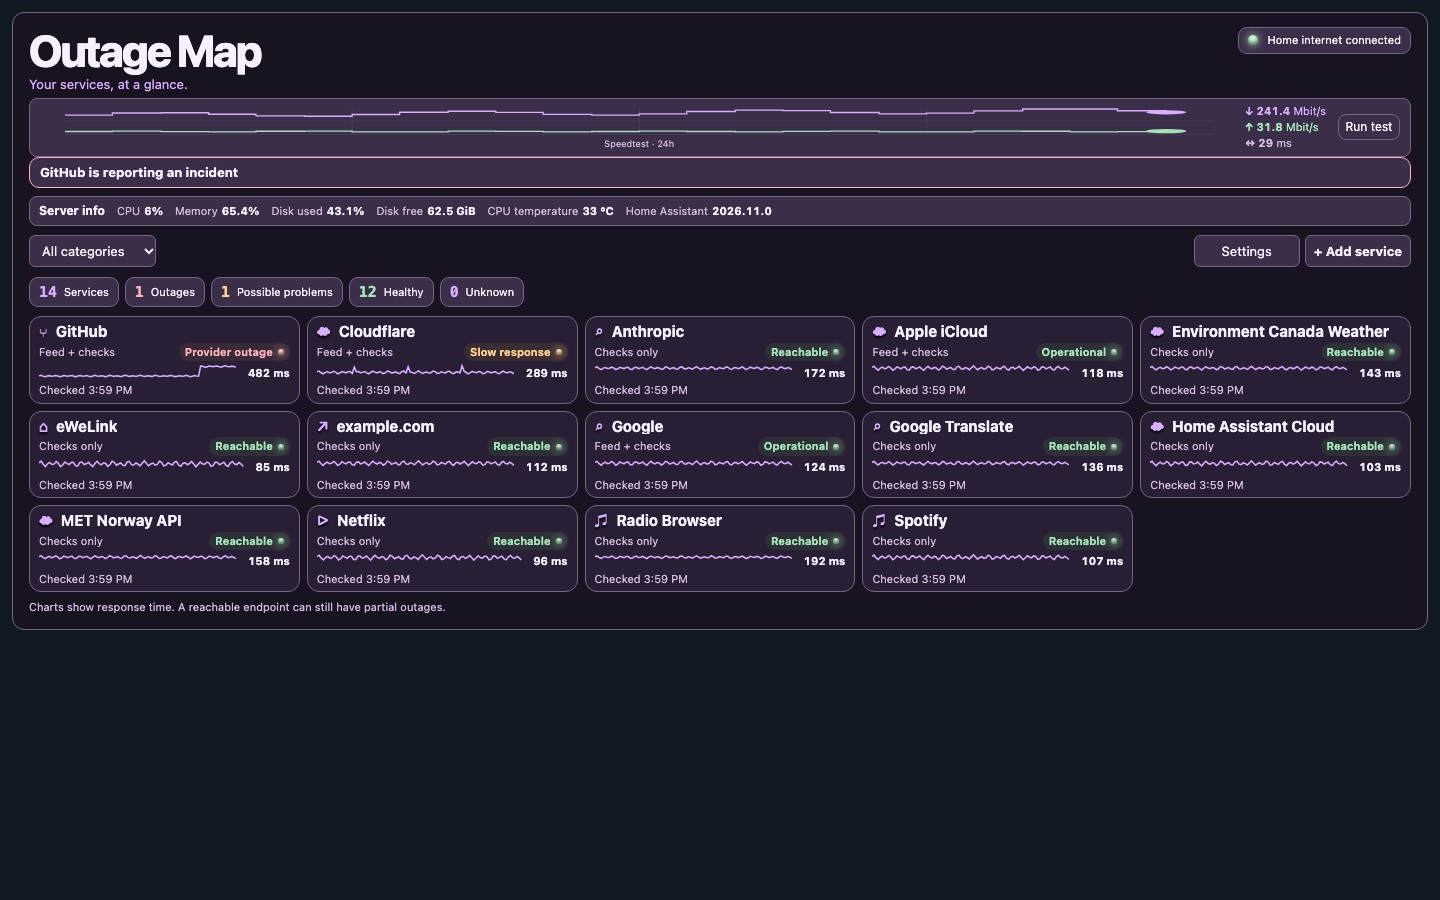 Outage Map
Home internet connected
Your services, at a glance.
↓ 241.4 Mbit/s
↑ 31.8 Mbit/s
↔ 29 ms
Run test
Speedtest · 24h
GitHub is reporting an incident
Server info CPU 6% Memory 65.4% Disk used 43.1% Disk free 62.5 GiB CPU temperature 33 °C Home Assistant 2026.11.0
All categories
Settings
+ Add service
14 Services
1 Outages
1 Possible problems
12 Healthy
0 Unknown
GitHub
Feed + checks
Provider outage
482 ms
Checked 3:59 PM
Cloudflare
Feed + checks
Slow response
289 ms
Checked 3:59 PM
Anthropic
Checks only
Reachable
172 ms
Checked 3:59 PM
Apple iCloud
Feed + checks
Operational
118 ms
Checked 3:59 PM
Environment Canada Weather
Checks only
Reachable
143 ms
Checked 3:59 PM
eWeLink
Checks only
Reachable
85 ms
Checked 3:59 PM
example.com
Checks only
Reachable
112 ms
Checked 3:59 PM
Google
Feed + checks
Operational
124 ms
Checked 3:59 PM
Google Translate
Checks only
Reachable
136 ms
Checked 3:59 PM
Home Assistant Cloud
Checks only
Reachable
103 ms
Checked 3:59 PM
MET Norway API
Checks only
Reachable
158 ms
Checked 3:59 PM
Netflix
Checks only
Reachable
96 ms
Checked 3:59 PM
Radio Browser
Checks only
Reachable
192 ms
Checked 3:59 PM
Spotify
Checks only
Reachable
107 ms
Checked 3:59 PM
Charts show response time. A reachable endpoint can still have partial outages.